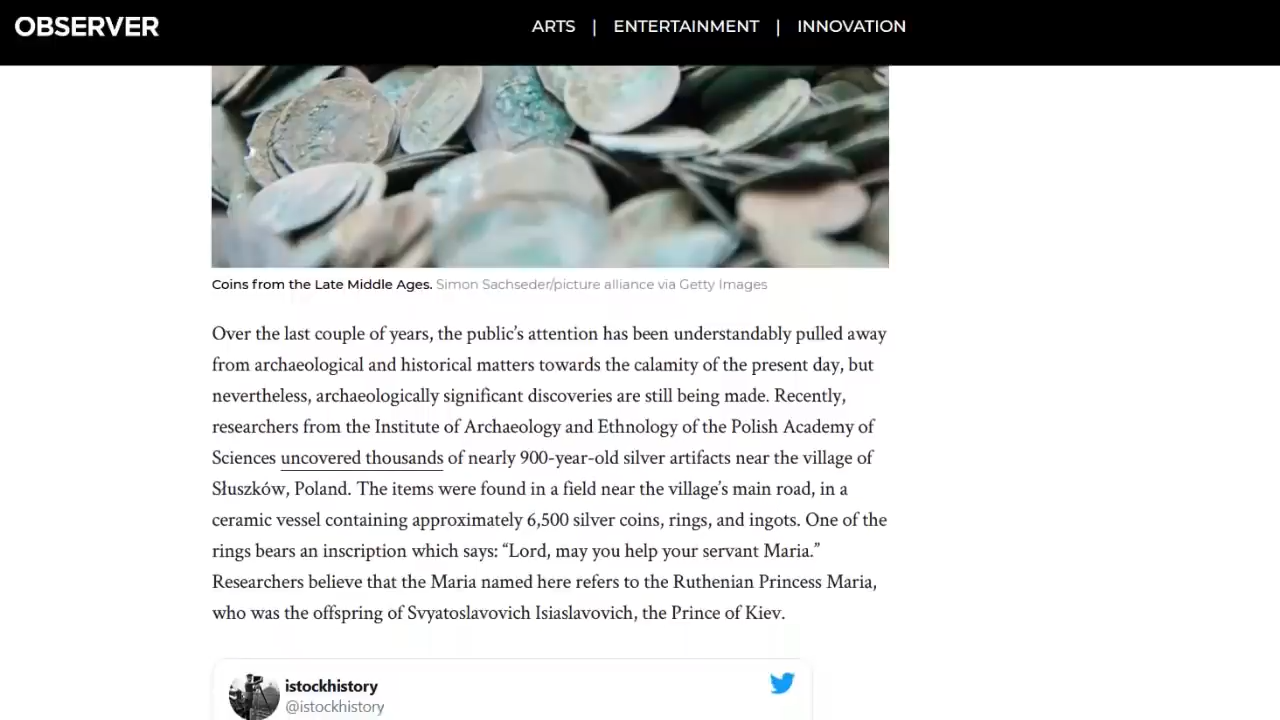 OBSERVER
ARTS | ENTERTAINMENT | INNOVATION
Coins from the Late Middle Ages. Simon Sachseder/picture alliance via Getty Images
Over the last couple of years, the public’s attention has been understandably pulled away
from archaeological and historical matters towards the calamity of the present day, but
nevertheless, archaeologically significant discoveries are still being made. Recently,
researchers from the Institute of Archaeology and Ethnology of the Polish Academy of
Sciences uncovered thousands of nearly 900-year-old silver artifacts near the village of
Słuszków, Poland. The items were found in a field near the village’s main road, in a
ceramic vessel containing approximately 6,500 silver coins, rings, and ingots. One of the
rings bears an inscription which says: “Lord, may you help your servant Maria.”
Researchers believe that the Maria named here refers to the Ruthenian Princess Maria,
who was the offspring of Svyatoslavovich Isiaslavovich, the Prince of Kiev.
istockhistory
@istockhistory